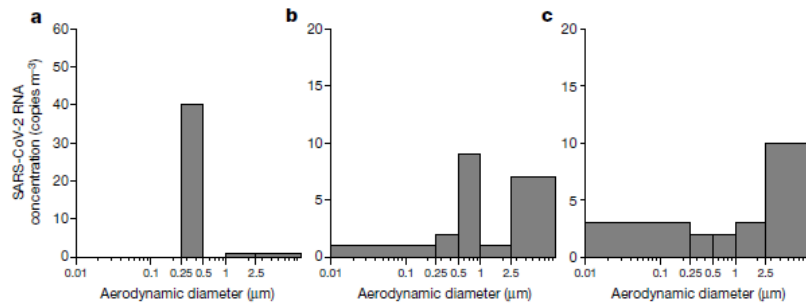 a
SARS-CoV-2 RNA
concentration (copies m⁻³)
60
50
40
30
20
10
0
0.01 0.1 0.25 0.5 1 2.5
Aerodynamic diameter (μm)
b
20
15
10
5
0
0.01 0.1 0.25 0.5 1 2.5
Aerodynamic diameter (μm)
c
20
15
10
5
0
0.01 0.1 0.25 0.5 1 2.5
Aerodynamic diameter (μm)